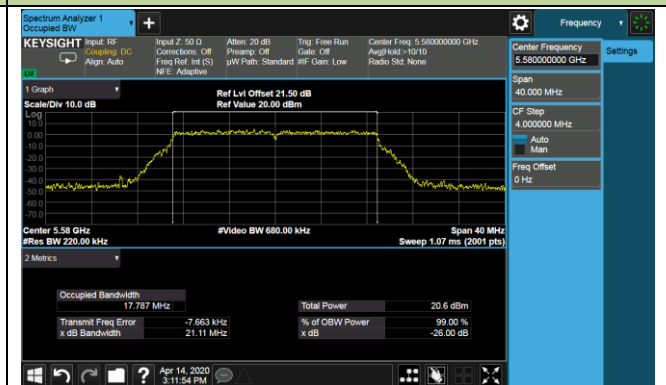 Spectrum Analyzer 1
Occupied BW
+
Frequency
KEYSIGHT
Input: RF
Coupling: DC
Align: Auto
Input Z: 50 Ω
Corrections: Off
Freq Ref: Int (S)
NFE: Adaptive
Atten: 20 dB
Preamp: Off
µW Path: Standard
Trig: Free Run
Gate: Off
#IF Gain: Low
Center Freq: 5.580000000 GHz
Avg|Hold:>10/10
Radio Std: None
Center Frequency
5.580000000 GHz
Settings
Span
40.000 MHz
CF Step
4.000000 MHz
Auto
Man
Freq Offset
0 Hz
1 Graph
Scale/Div 10.0 dB
Ref Lvl Offset 21.50 dB
Ref Value 20.00 dBm
Log
10.0
0.00
-10.0
-20.0
-30.0
-40.0
-50.0
-60.0
-70.0
Center 5.58 GHz
#Res BW 220.00 kHz
#Video BW 680.00 kHz
Span 40 MHz
Sweep 1.07 ms (2001 pts)
2 Metrics
Occupied Bandwidth
17.787 MHz
Total Power 20.6 dBm
Transmit Freq Error -7.663 kHz
% of OBW Power 99.00 %
x dB Bandwidth 21.11 MHz
x dB -26.00 dB
?
Apr 14, 2020
3:11:54 PM